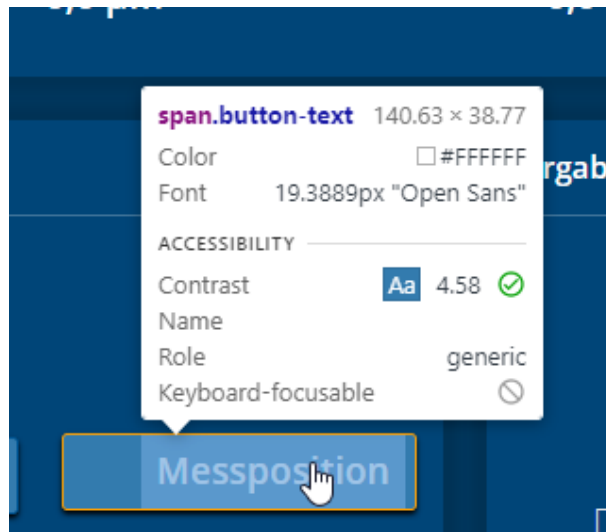 span.button-text 140.63 × 38.77
Color #FFFFFF
rgab
Font 19.3889px "Open Sans"
ACCESSIBILITY
Contrast Aa 4.58
Name
Role generic
Keyboard-focusable
Messposition